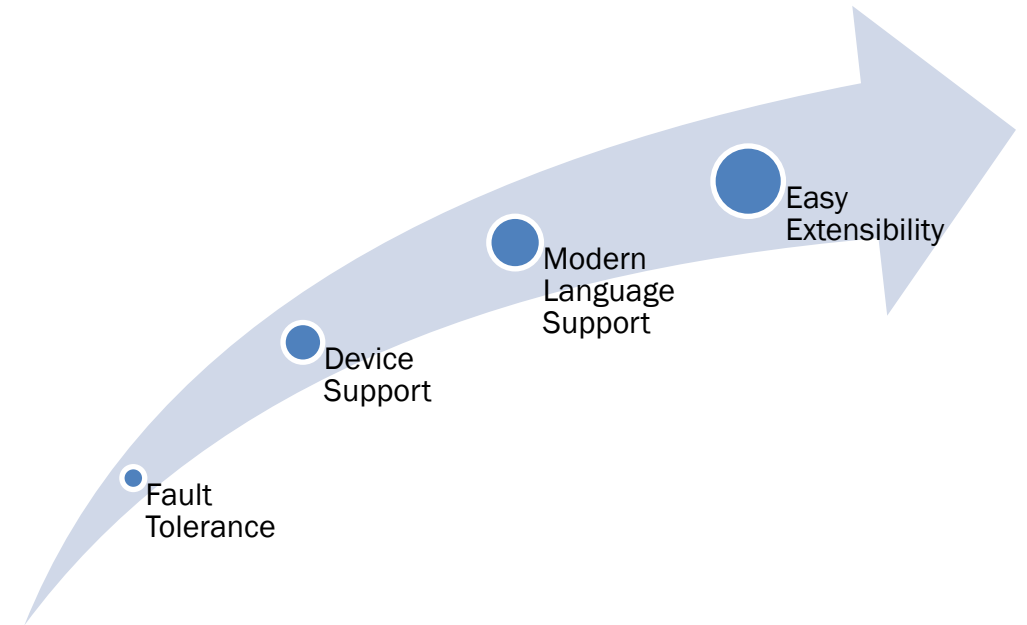 Easy
Extensibility
Modern
Language
Support
Device
Support
Fault
Tolerance